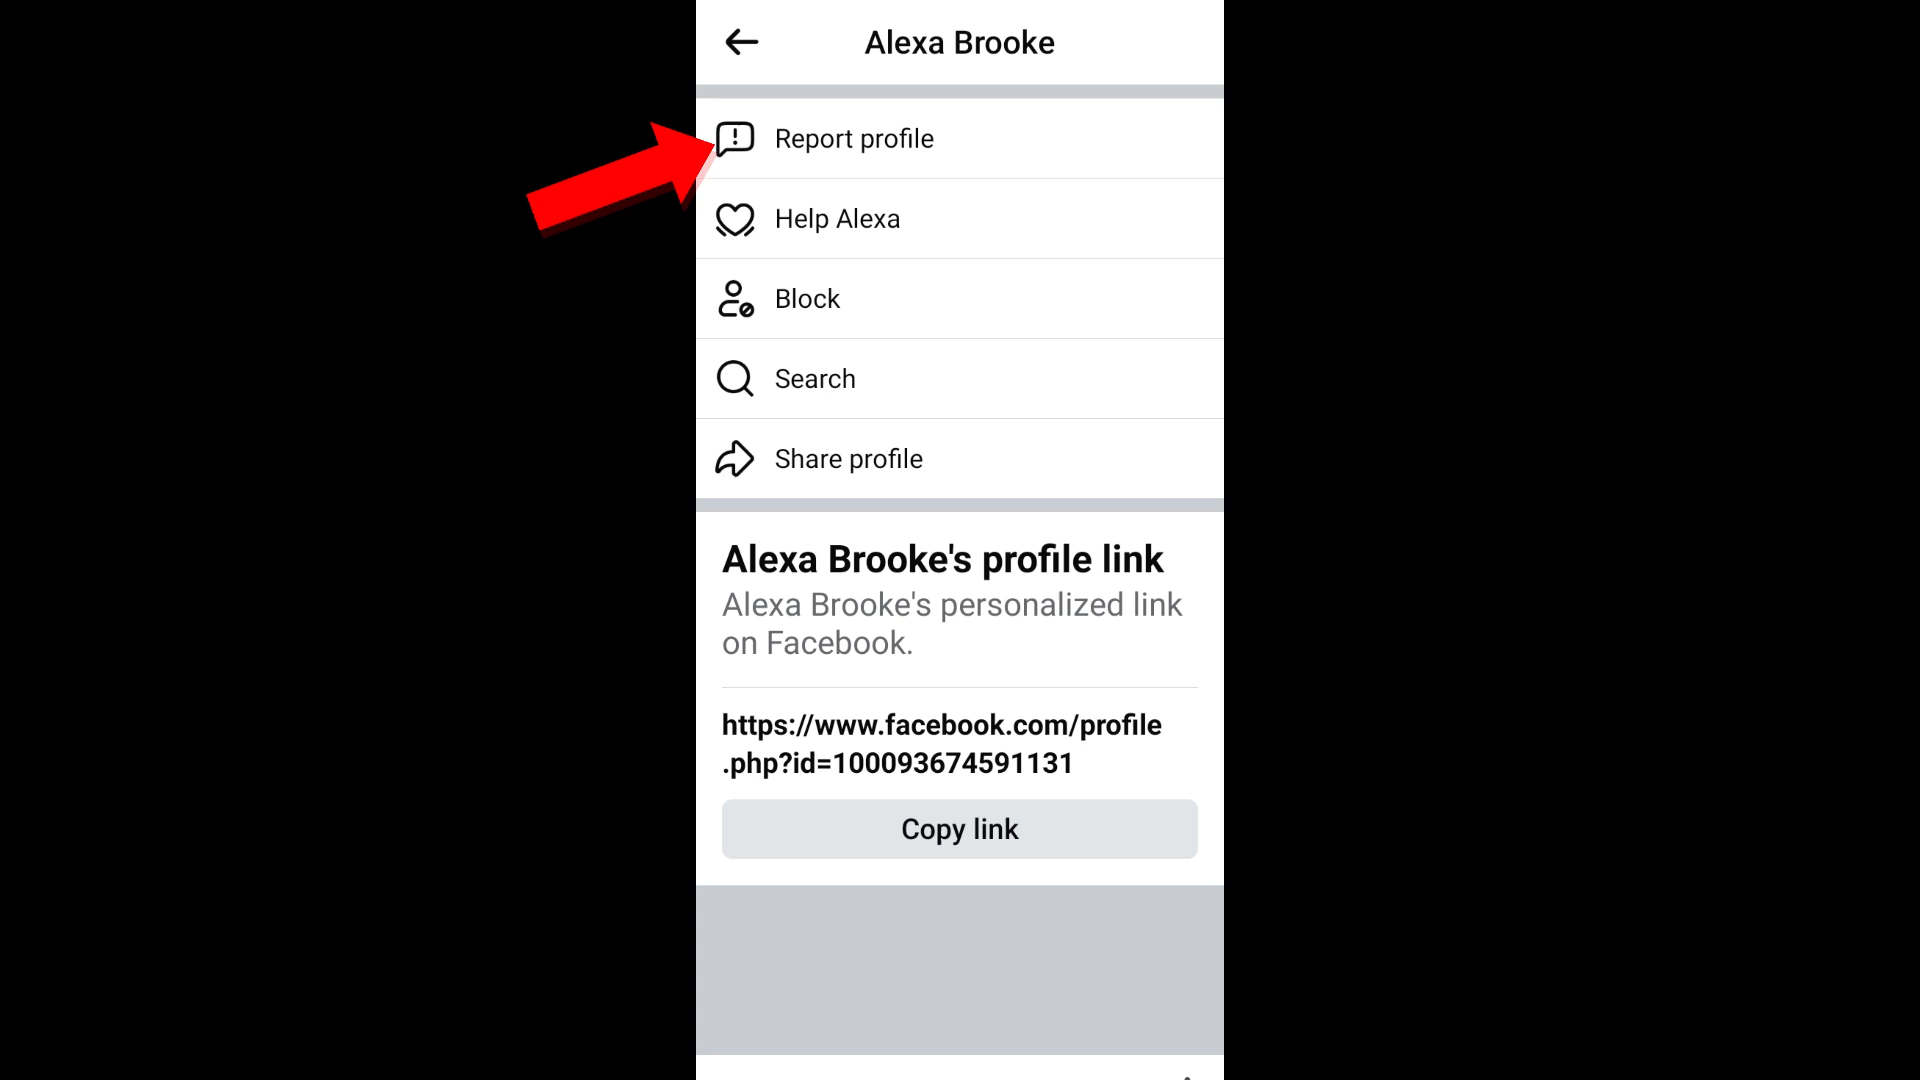 Alexa Brooke
Report profile
Help Alexa
Block
Search
Share profile
Alexa Brooke's profile link
Alexa Brooke's personalized link
on Facebook.
https://www.facebook.com/profile
.php?id=100093674591131
Copy link